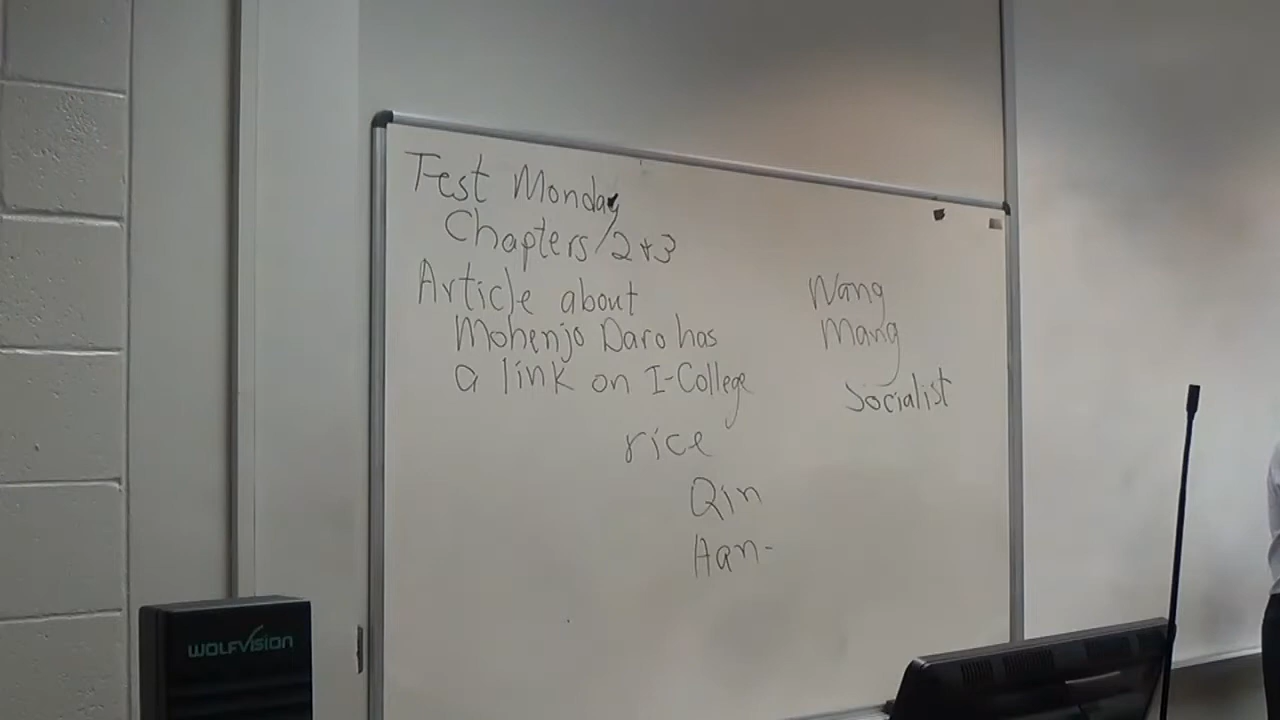 Test Monday
Chapters/2+3
Article about
Mohenjo Daro has
a link on I-College
rice
Qin
Han-
Wang
Mang
Socialist
WOLFVISION